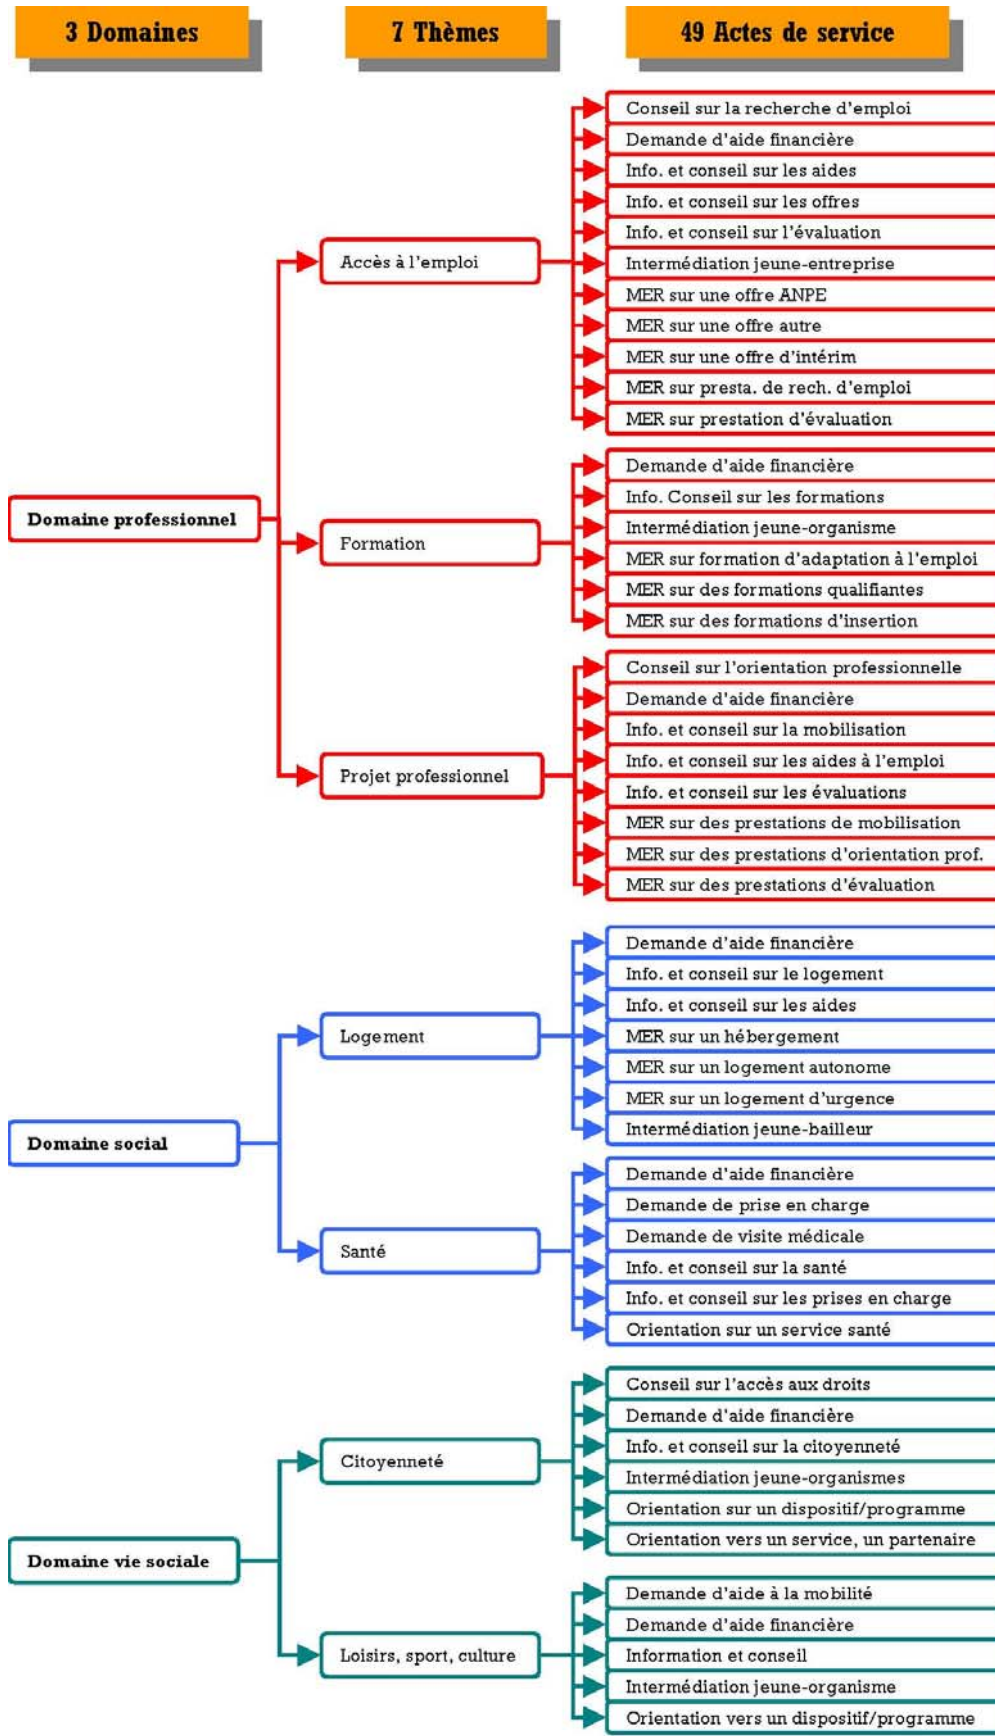 3 Domaines
7 Thèmes
49 Actes de service
Domaine professionnel
Accès à l'emploi
Conseil sur la recherche d'emploi
Demande d'aide financière
Info. et conseil sur les aides
Info. et conseil sur les offres
Info. et conseil sur l'évaluation
Intermédiation jeune-entreprise
MER sur une offre ANPE
MER sur une offre autre
MER sur une offre d'intérim
MER sur presta. de rech. d'emploi
MER sur prestation d'évaluation
Formation
Demande d'aide financière
Info. Conseil sur les formations
Intermédiation jeune-organisme
MER sur formation d'adaptation à l'emploi
MER sur des formations qualifiantes
MER sur des formations d'insertion
Projet professionnel
Conseil sur l'orientation professionnelle
Demande d'aide financière
Info. et conseil sur la mobilisation
Info. et conseil sur les aides à l'emploi
Info. et conseil sur les évaluations
MER sur des prestations de mobilisation
MER sur des prestations d'orientation prof.
MER sur des prestations d'évaluation
Domaine social
Logement
Demande d'aide financière
Info. et conseil sur le logement
Info. et conseil sur les aides
MER sur un hébergement
MER sur un logement autonome
MER sur un logement d'urgence
Intermédiation jeune-bailleur
Santé
Demande d'aide financière
Demande de prise en charge
Demande de visite médicale
Info. et conseil sur la santé
Info. et conseil sur les prises en charge
Orientation sur un service santé
Domaine vie sociale
Citoyenneté
Conseil sur l'accès aux droits
Demande d'aide financière
Info. et conseil sur la citoyenneté
Intermédiation jeune-organismes
Orientation sur un dispositif/programme
Orientation vers un service, un partenaire
Loisirs, sport, culture
Demande d'aide à la mobilité
Demande d'aide financière
Information et conseil
Intermédiation jeune-organisme
Orientation vers un dispositif/programme